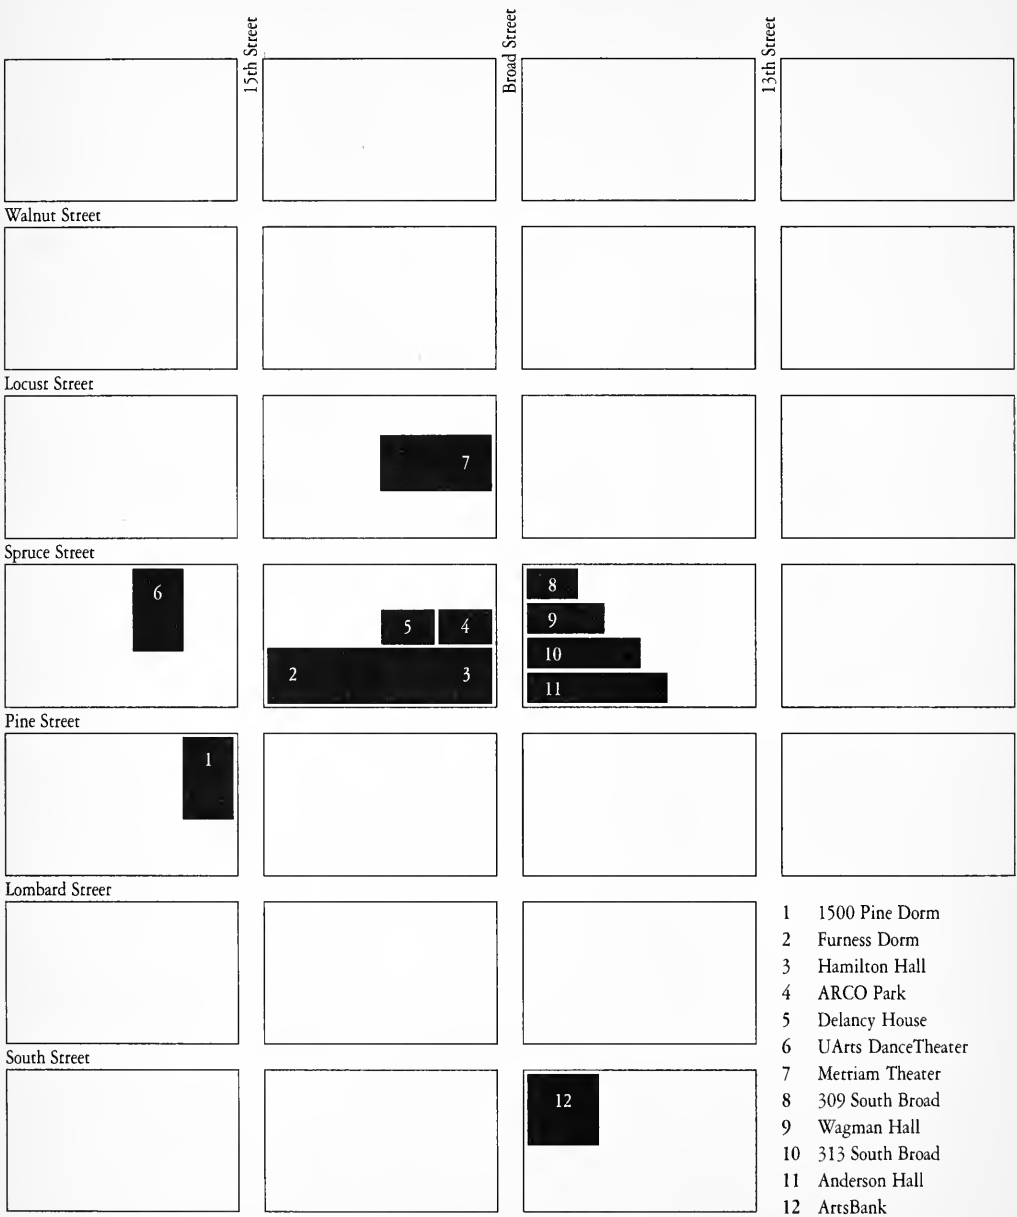 15th Street
Broad Street
13th Street
Walnut Street
Locust Street
7
Spruce Street
6
8
5
4
9
10
2
3
11
Pine Street
1
Lombard Street
South Street
12
1 1500 Pine Dorm
2 Furness Dorm
3 Hamilton Hall
4 ARCO Park
5 Delancy House
6 UArts DanceTheater
7 Merriam Theater
8 309 South Broad
9 Wagman Hall
10 313 South Broad
11 Anderson Hall
12 ArtsBank